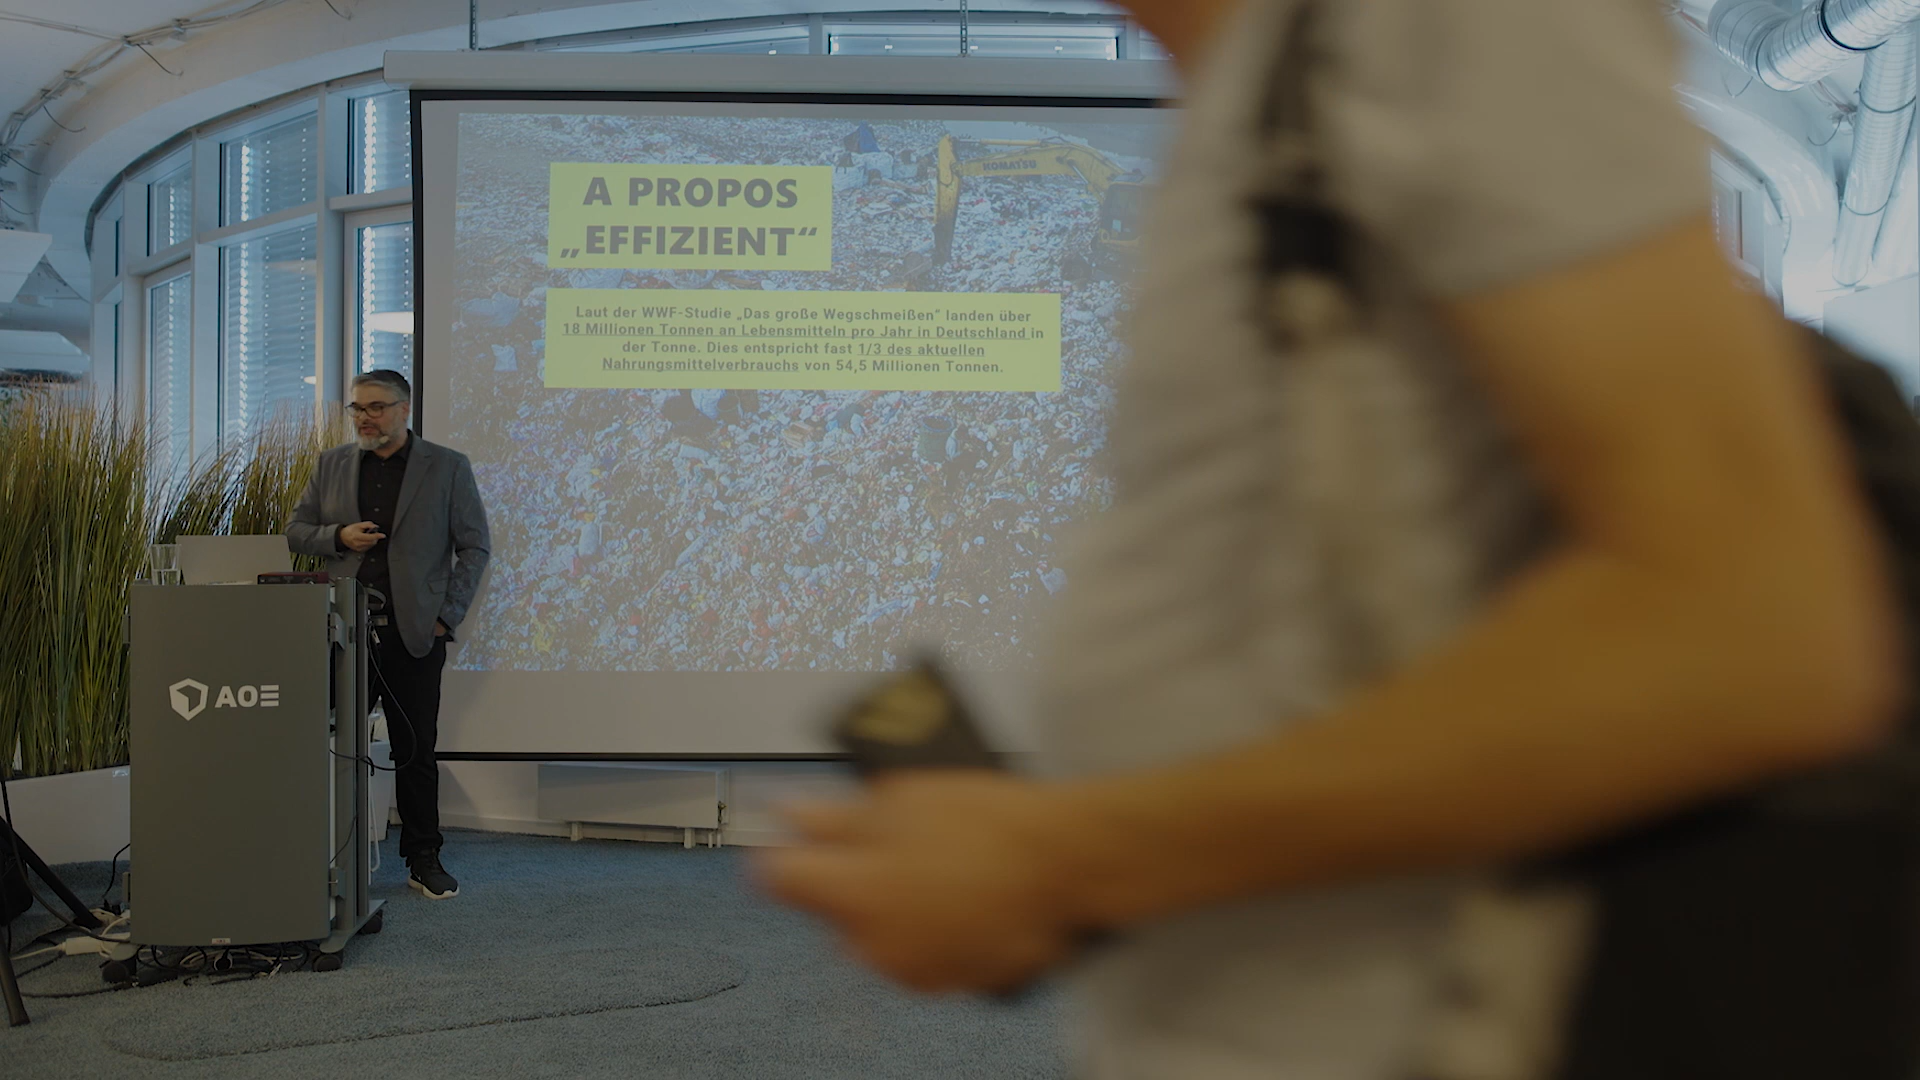 A PROPOS
„EFFIZIENT“
KOMATSU
Laut der WWF-Studie „Das große Wegschmeißen“ landen über
18 Millionen Tonnen an Lebensmitteln pro Jahr in Deutschland in
der Tonne. Dies entspricht fast 1/3 des aktuellen
Nahrungsmittelverbrauchs von 54,5 Millionen Tonnen.
AOE